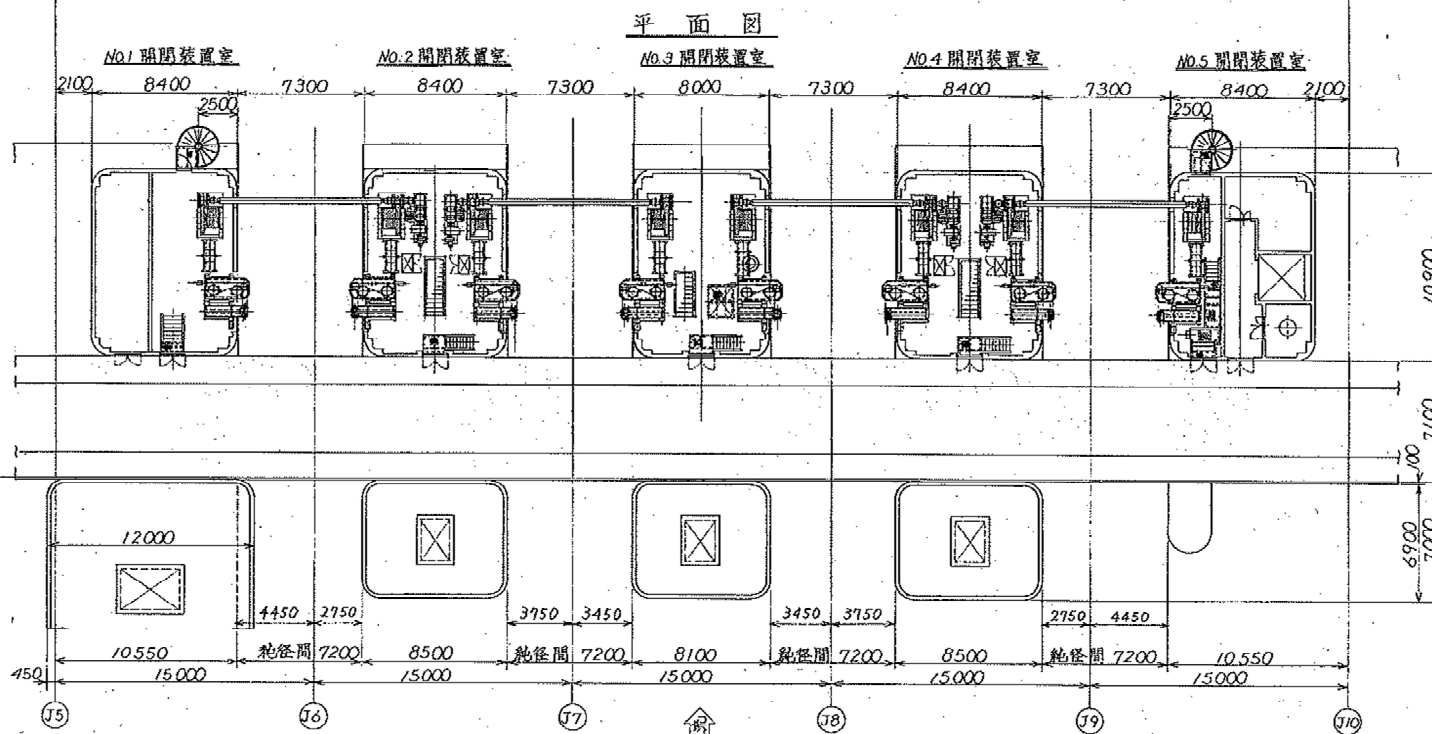 平面図
NO.1 開閉装置室
NO.2 開閉装置室
NO.3 開閉装置室
NO.4 開閉装置室
NO.5 開閉装置室
2100 8400 7300 8400 7300 8000 7300 8400 7300 8400 2100
2500 2500
10900
7100
100
12000
6900
7000
4450 2750 3750 3450 3450 3750 2750 4450
10550 純径間 7200 8500 純径間 7200 8100 純径間 7200 8500 純径間 7200 10550
450 15000 15000 15000 15000 15000
J5 J6 J7 J8 J9 J10